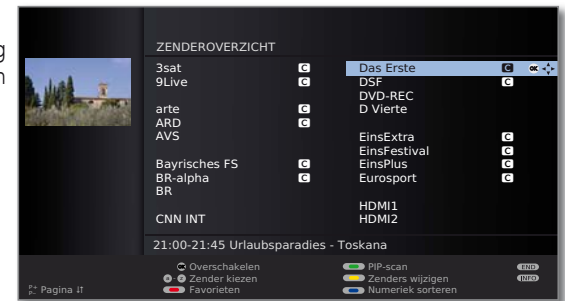 g
n
ZENDEROVERZICHT
3sat C
9Live C
arte C
ARD C
AVS
Bayrisches FS C
BR-alpha C
BR
CNN INT
Das Erste C OK
DSF C
DVD-REC
D Vierte
EinsExtra C
EinsFestival C
EinsPlus C
Eurosport C
HDMI1
HDMI2
21:00-21:45 Urlaubsparadies - Toskana
OK Overschakelen
Zender kiezen
Favorieten
PIP-scan
Zenders wijzigen
Numeriek sorteren
END
INFO
P+ P- Pagina